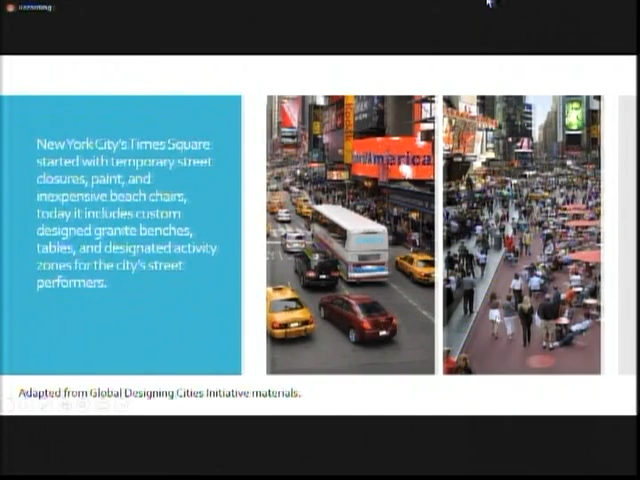 New York City's Times Square
started with temporary street
closures, paint, and
inexpensive beach chairs,
today it includes custom
designed granite benches,
tables, and designated activity
zones for the city's street
performers.
America
Adapted from Global Designing Cities Initiative materials.